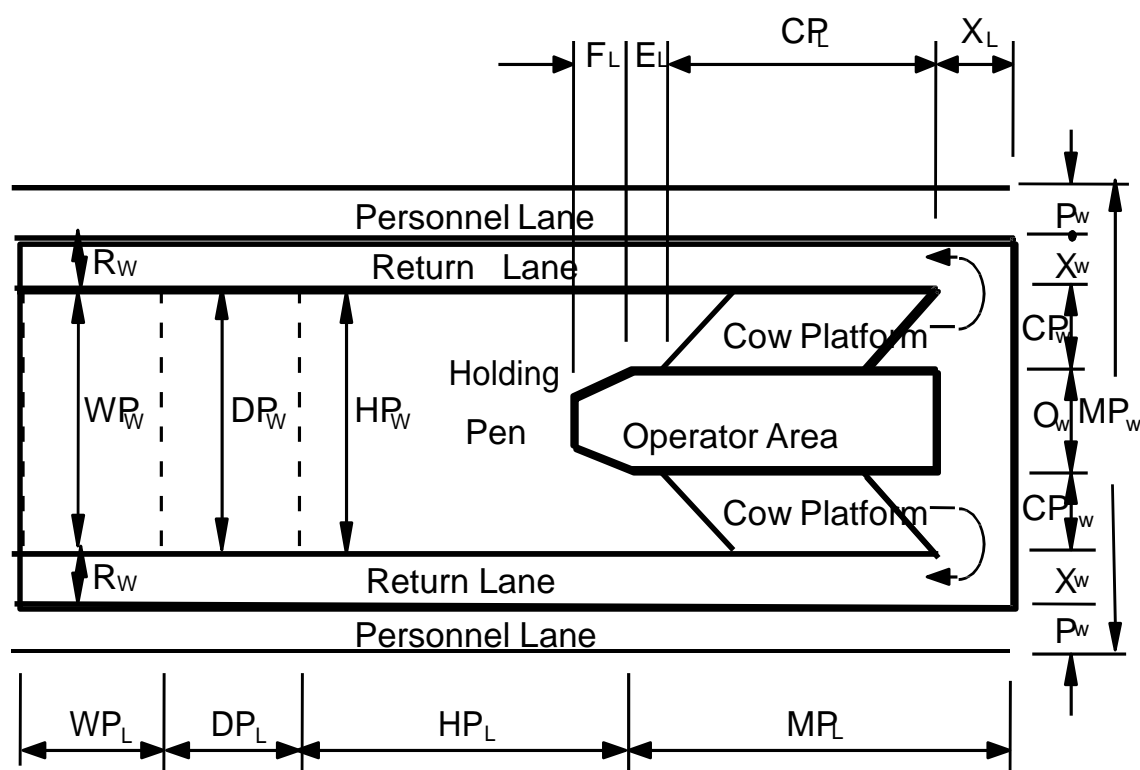 CPL XL
FL EL
Personnel Lane
Pw
RW Return Lane
Xw
Cow Platform CPw
Holding
WPW DPW HPW Ow MPw
Pen Operator Area
Cow Platform CPw
RW Return Lane Xw
Personnel Lane Pw
WPL DPL HPL MPL